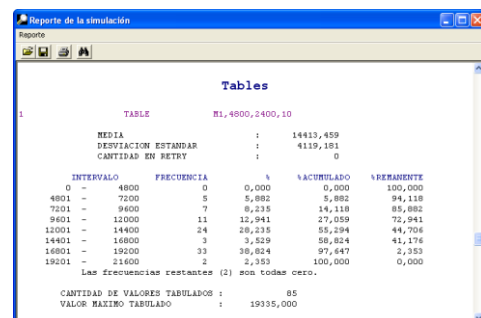 Reporte de la simulación
Reporte
Tables
1 TABLE M1,4800,2400,10
MEDIA : 14413,459
DESVIACION ESTANDAR : 4119,181
CANTIDAD EN RETRY : 0
INTERVALO FRECUENCIA % %ACUMULADO %REMANENTE
0 - 4800 0 0,000 0,000 100,000
4801 - 7200 5 5,882 5,882 94,118
7201 - 9600 7 8,235 14,118 85,882
9601 - 12000 11 12,941 27,059 72,941
12001 - 14400 24 28,235 55,294 44,706
14401 - 16800 3 3,529 58,824 41,176
16801 - 19200 33 38,824 97,647 2,353
19201 - 21600 2 2,353 100,000 0,000
Las frecuencias restantes (2) son todas cero.
CANTIDAD DE VALORES TABULADOS : 85
VALOR MAXIMO TABULADO : 19335,000